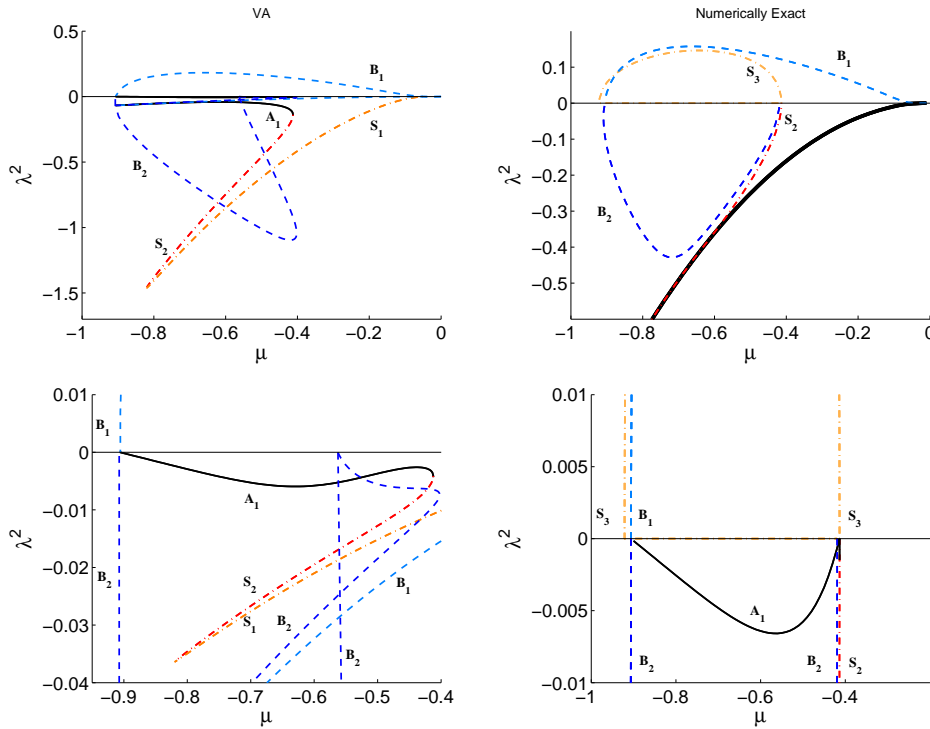 VA
0.5
0
−0.5
−1
−1.5
λ²
B₁
A₁
S₁
B₂
S₂
−1
−0.8
−0.6
−0.4
−0.2
0
μ
Numerically Exact
0.1
0
−0.1
−0.2
−0.3
−0.4
−0.5
λ²
B₁
S₃
S₂
B₂
−1
−0.8
−0.6
−0.4
−0.2
0
μ
0.01
0
−0.01
−0.02
−0.03
−0.04
λ²
B₁
A₁
B₂
S₂
S₁
B₂
B₁
B₂
−0.9
−0.8
−0.7
−0.6
−0.5
−0.4
μ
0.01
0.005
0
−0.005
−0.01
λ²
S₃
B₁
S₃
A₁
B₂
B₂
S₂
−1
−0.8
−0.6
−0.4
μ